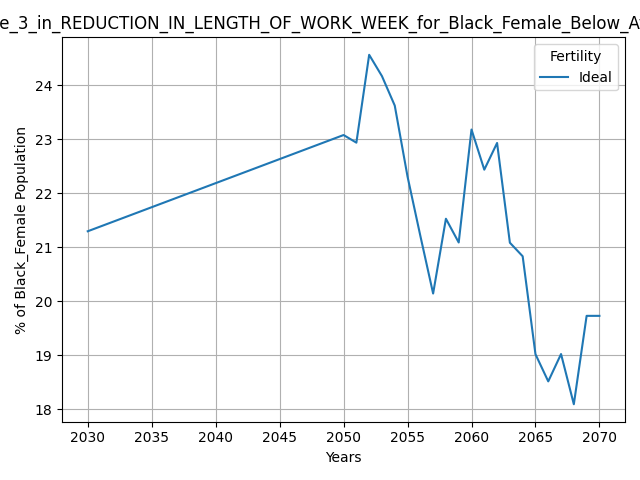 e_3_in_REDUCTION_IN_LENGTH_OF_WORK_WEEK_for_Black_Female_Below_A
Fertility
Ideal
% of Black_Female Population
24
23
22
21
20
19
18
2030 2035 2040 2045 2050 2055 2060 2065 2070
Years